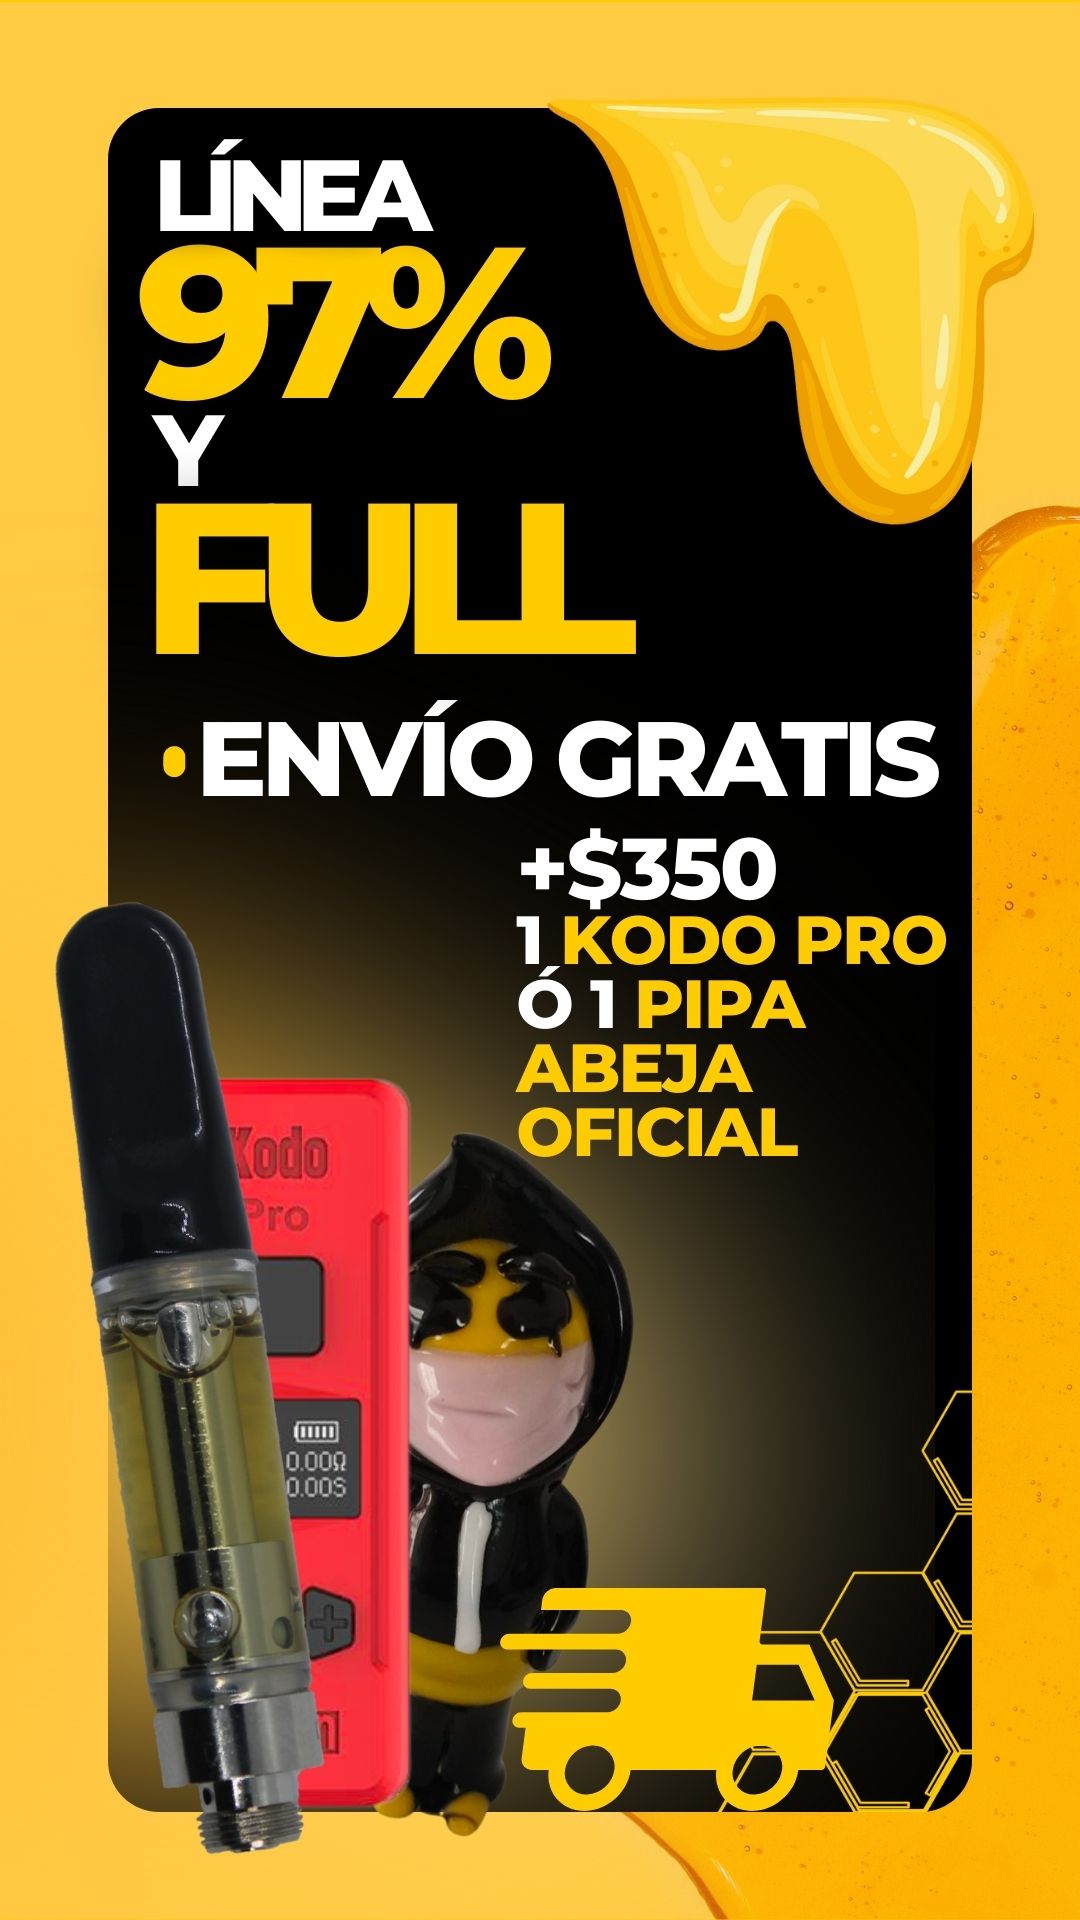 LÍNEA
97%
Y
FULL
·ENVÍO GRATIS
+$350
1 KODO PRO
Ó 1 PIPA
ABEJA
OFICIAL
Kodo
Pro
0.00Ω
0.00S
+